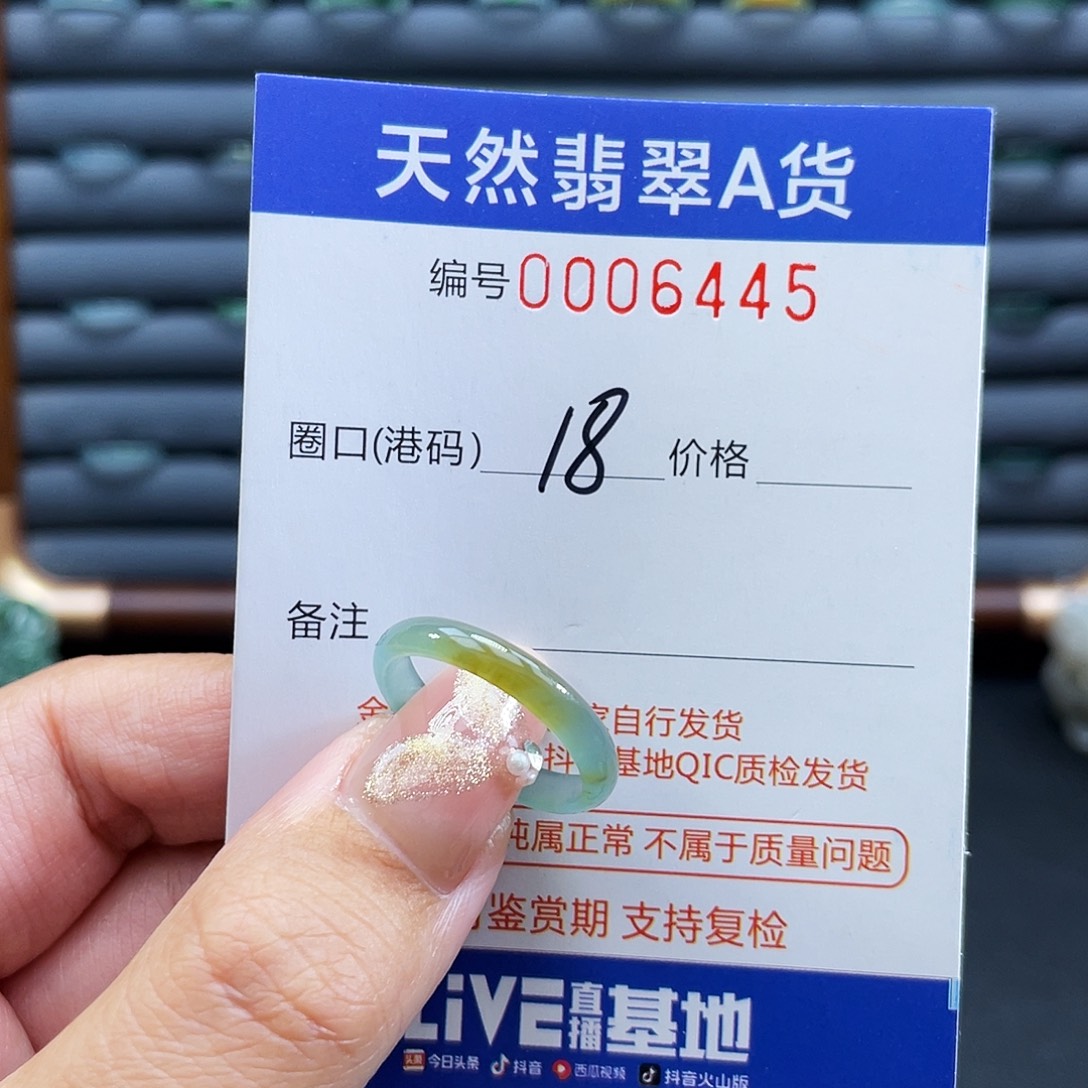 天然翡翠A货
编号0006445
圈口(港码) 18 价格
备注
自行发货
基地QIC质检发货
纯属正常 不属于质量问题
鉴赏期 支持复检
LiVE直播基地
今日头条 抖音 西瓜视频 抖音火山版